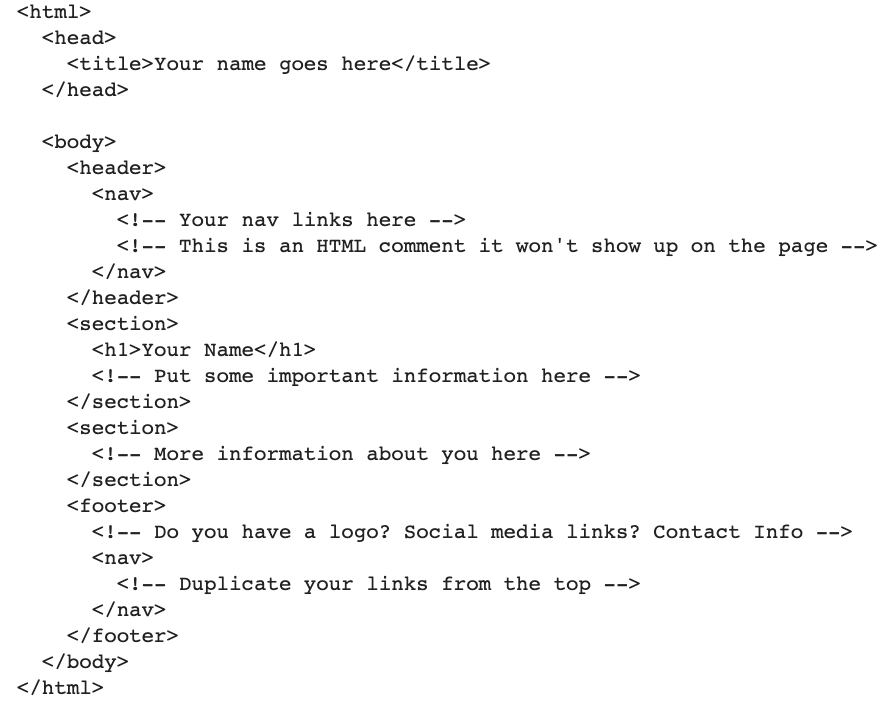 <html>
  <head>
    <title>Your name goes here</title>
  </head>

  <body>
    <header>
      <nav>
        <!-- Your nav links here -->
        <!-- This is an HTML comment it won't show up on the page -->
      </nav>
    </header>
    <section>
      <h1>Your Name</h1>
      <!-- Put some important information here -->
    </section>
    <section>
      <!-- More information about you here -->
    </section>
    <footer>
      <!-- Do you have a logo? Social media links? Contact Info -->
      <nav>
        <!-- Duplicate your links from the top -->
      </nav>
    </footer>
  </body>
</html>